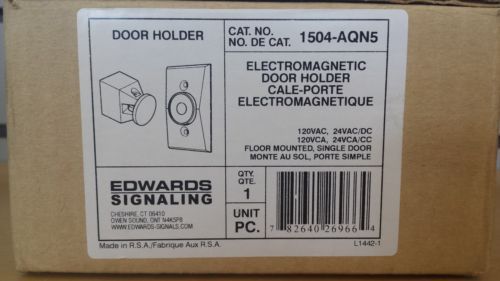 DOOR HOLDER
CAT. NO.
NO. DE CAT. 1504-AQN5
ELECTROMAGNETIC
DOOR HOLDER
CALE-PORTE
ELECTROMAGNETIQUE
120VAC, 24VAC/DC
120VCA, 24VCA/CC
FLOOR MOUNTED, SINGLE DOOR
MONTE AU SOL, PORTE SIMPLE
EDWARDS
SIGNALING
CHESHIRE, CT 06410
OWEN SOUND, ONT N4K5P8
WWW.EDWARDS-SIGNALS.COM
QTY.
QTE.
1
UNIT
PC.
7 82640 26966 4
Made in R.S.A./Fabrique Aux R.S.A.
L1442-1